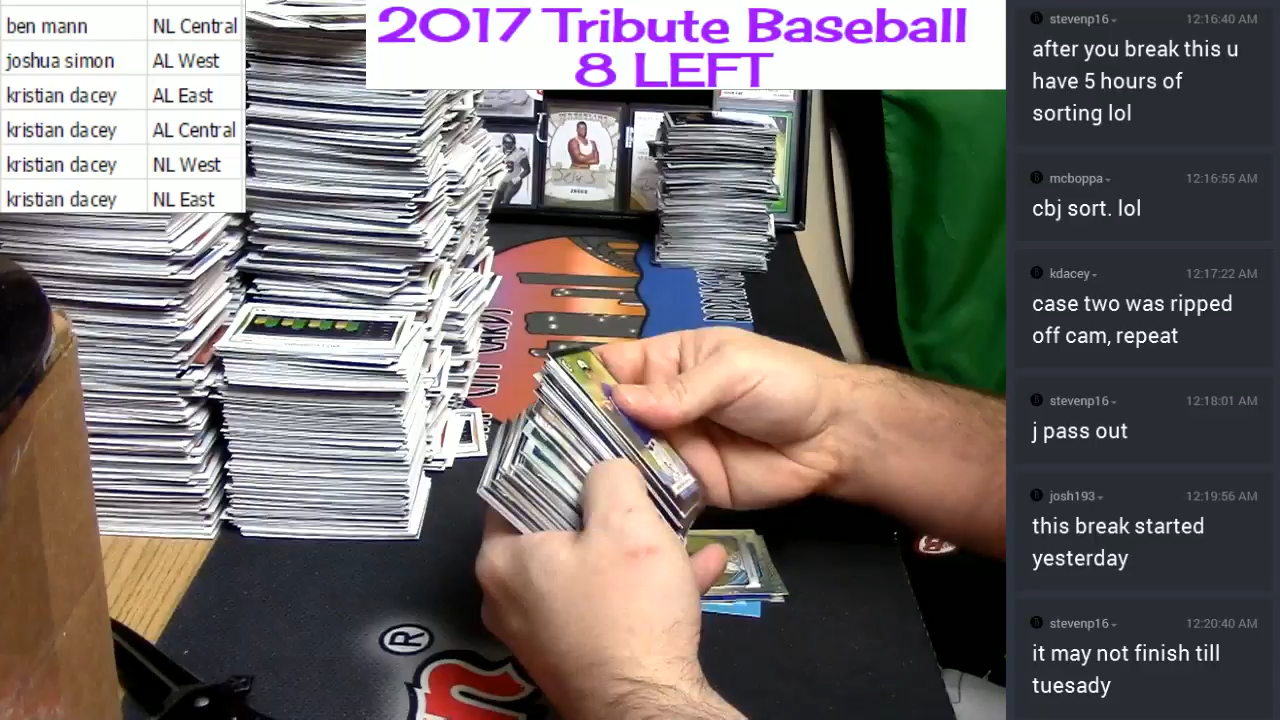 ben mann NL Central
joshua simon AL West
kristian dacey AL East
kristian dacey AL Central
kristian dacey NL West
kristian dacey NL East
2017 Tribute Baseball
8 LEFT
®
stevenp16 12:16:40 AM
after you break this u
have 5 hours of
sorting lol
mcboppa 12:16:55 AM
cbj sort. lol
kdacey 12:17:22 AM
case two was ripped
off cam, repeat
stevenp16 12:18:01 AM
j pass out
josh193 12:19:56 AM
this break started
yesterday
stevenp16 12:20:40 AM
it may not finish till
tuesady